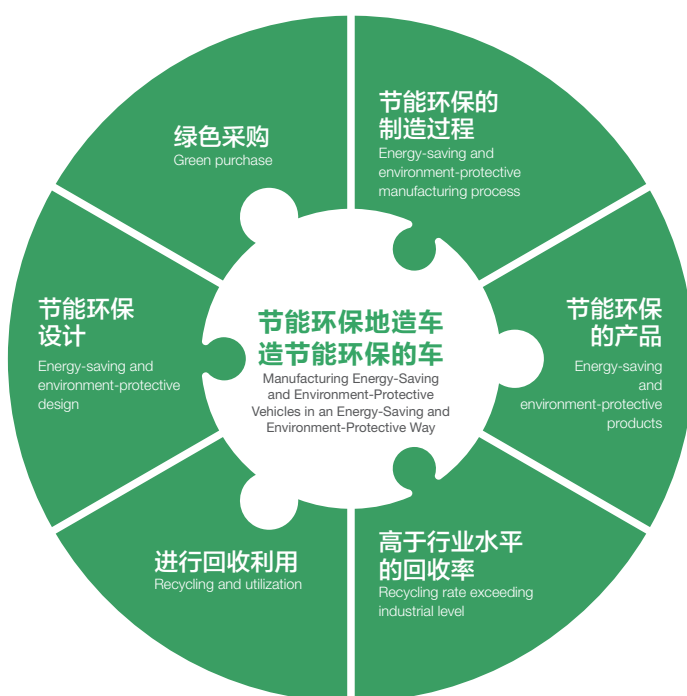 绿色采购
Green purchase
节能环保的
制造过程
Energy-saving and
environment-protective
manufacturing process
节能环保
设计
Energy-saving and
environment-protective
design
节能环保地造车
造节能环保的车
Manufacturing Energy-Saving
and Environment-Protective
Vehicles in an Energy-Saving and
Environment-Protective Way
节能环保
的产品
Energy-saving
and
environment-protective
products
进行回收利用
Recycling and utilization
高于行业水平
的回收率
Recycling rate exceeding
industrial level